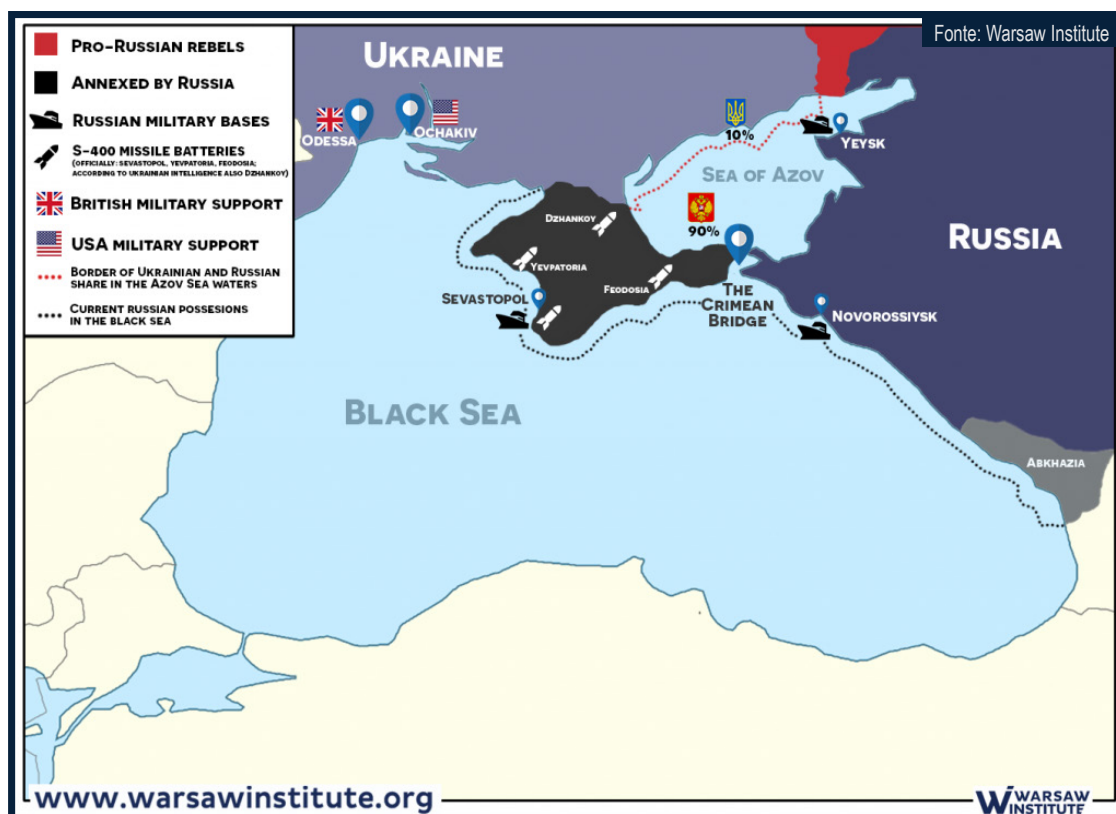 Fonte: Warsaw Institute
PRO-RUSSIAN REBELS
ANNEXED BY RUSSIA
RUSSIAN MILITARY BASES
S-400 MISSILE BATTERIES
(OFFICIALLY: SEVASTOPOL, YEVPATORIA, FEODOSIA;
ACCORDING TO UKRAINIAN INTELLIGENCE ALSO DZHANKOY)
BRITISH MILITARY SUPPORT
USA MILITARY SUPPORT
BORDER OF UKRAINIAN AND RUSSIAN
SHARE IN THE AZOV SEA WATERS
CURRENT RUSSIAN POSSESIONS
IN THE BLACK SEA
UKRAINE
ODESSA
OCHAKIV
10%
YEYSK
SEA OF AZOV
90%
RUSSIA
DZHANKOY
YEVPATORIA
FEODOSIA
SEVASTOPOL
THE
CRIMEAN
BRIDGE
NOVOROSSIYSK
BLACK SEA
ABKHAZIA
www.warsawinstitute.org
WI WARSAW
INSTITUTE